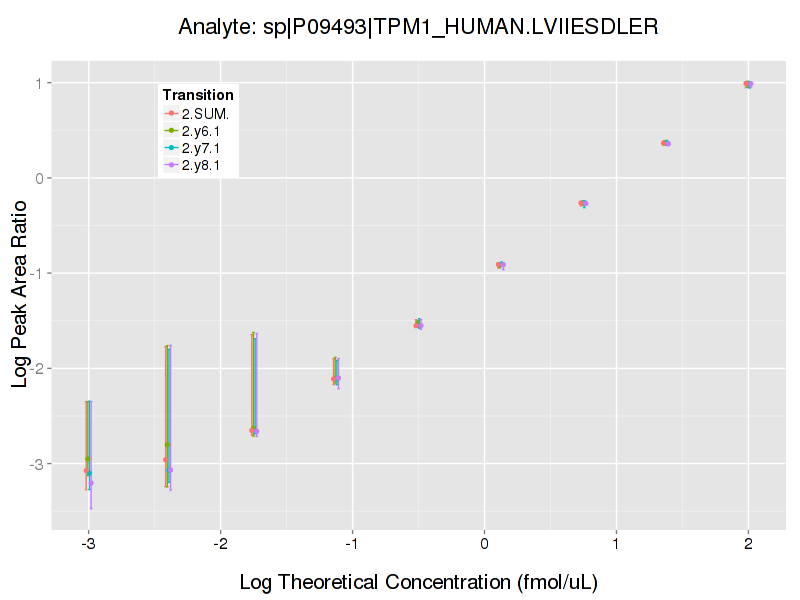 Analyte: sp|P09493|TPM1_HUMAN.LVIIESDLER
Transition
2.SUM.
2.y6.1
2.y7.1
2.y8.1
Log Peak Area Ratio
1
0
-1
-2
-3
-3 -2 -1 0 1 2
Log Theoretical Concentration (fmol/uL)